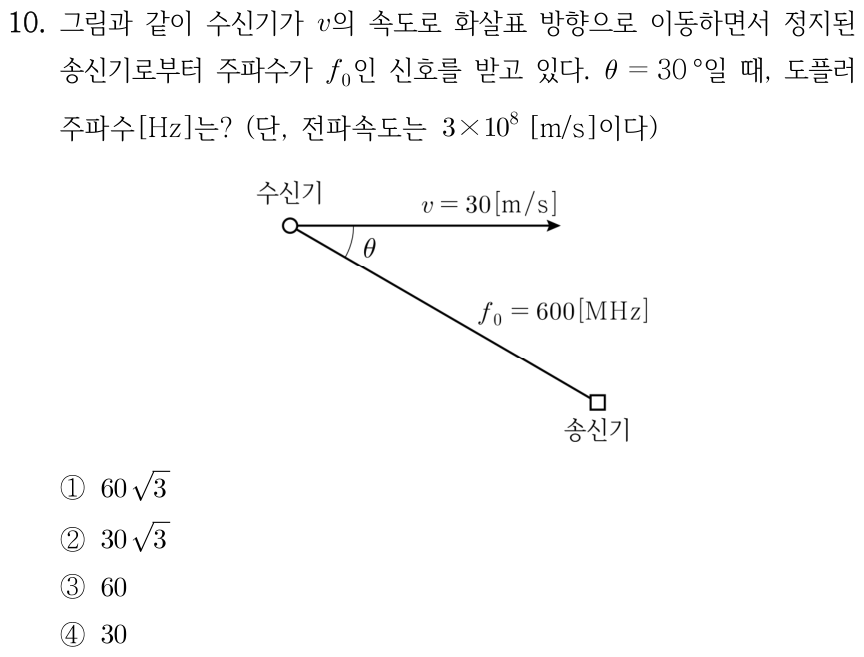 10. 그림과 같이 수신기가 v의 속도로 화살표 방향으로 이동하면서 정지된
송신기로부터 주파수가 f₀인 신호를 받고 있다. θ = 30°일 때, 도플러
주파수[Hz]는? (단, 전파속도는 3×10⁸ [m/s]이다)
수신기
v = 30[m/s]
θ
f₀ = 600[MHz]
송신기
① 60√3
② 30√3
③ 60
④ 30